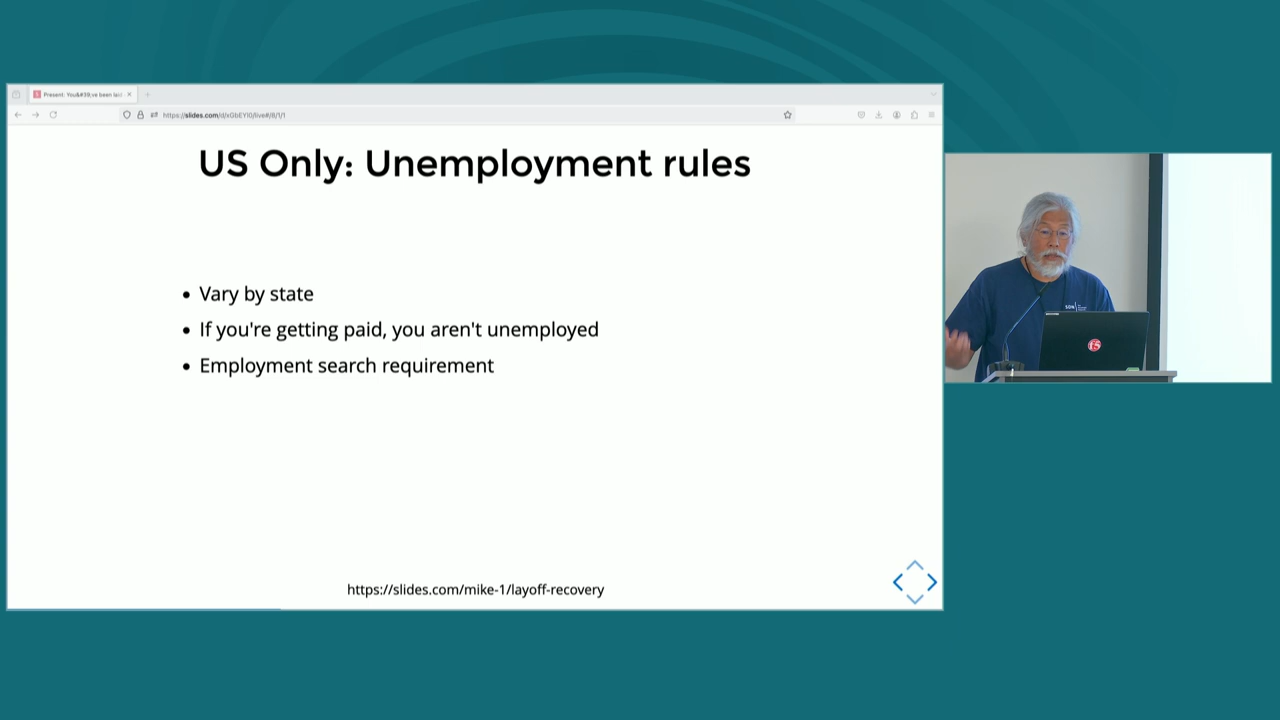 Present: You&#39;ve been laid
https://slides.com/d/xGbEYI0/live#/8/1/1
US Only: Unemployment rules
Vary by state
If you're getting paid, you aren't unemployed
Employment search requirement
https://slides.com/mike-1/layoff-recovery